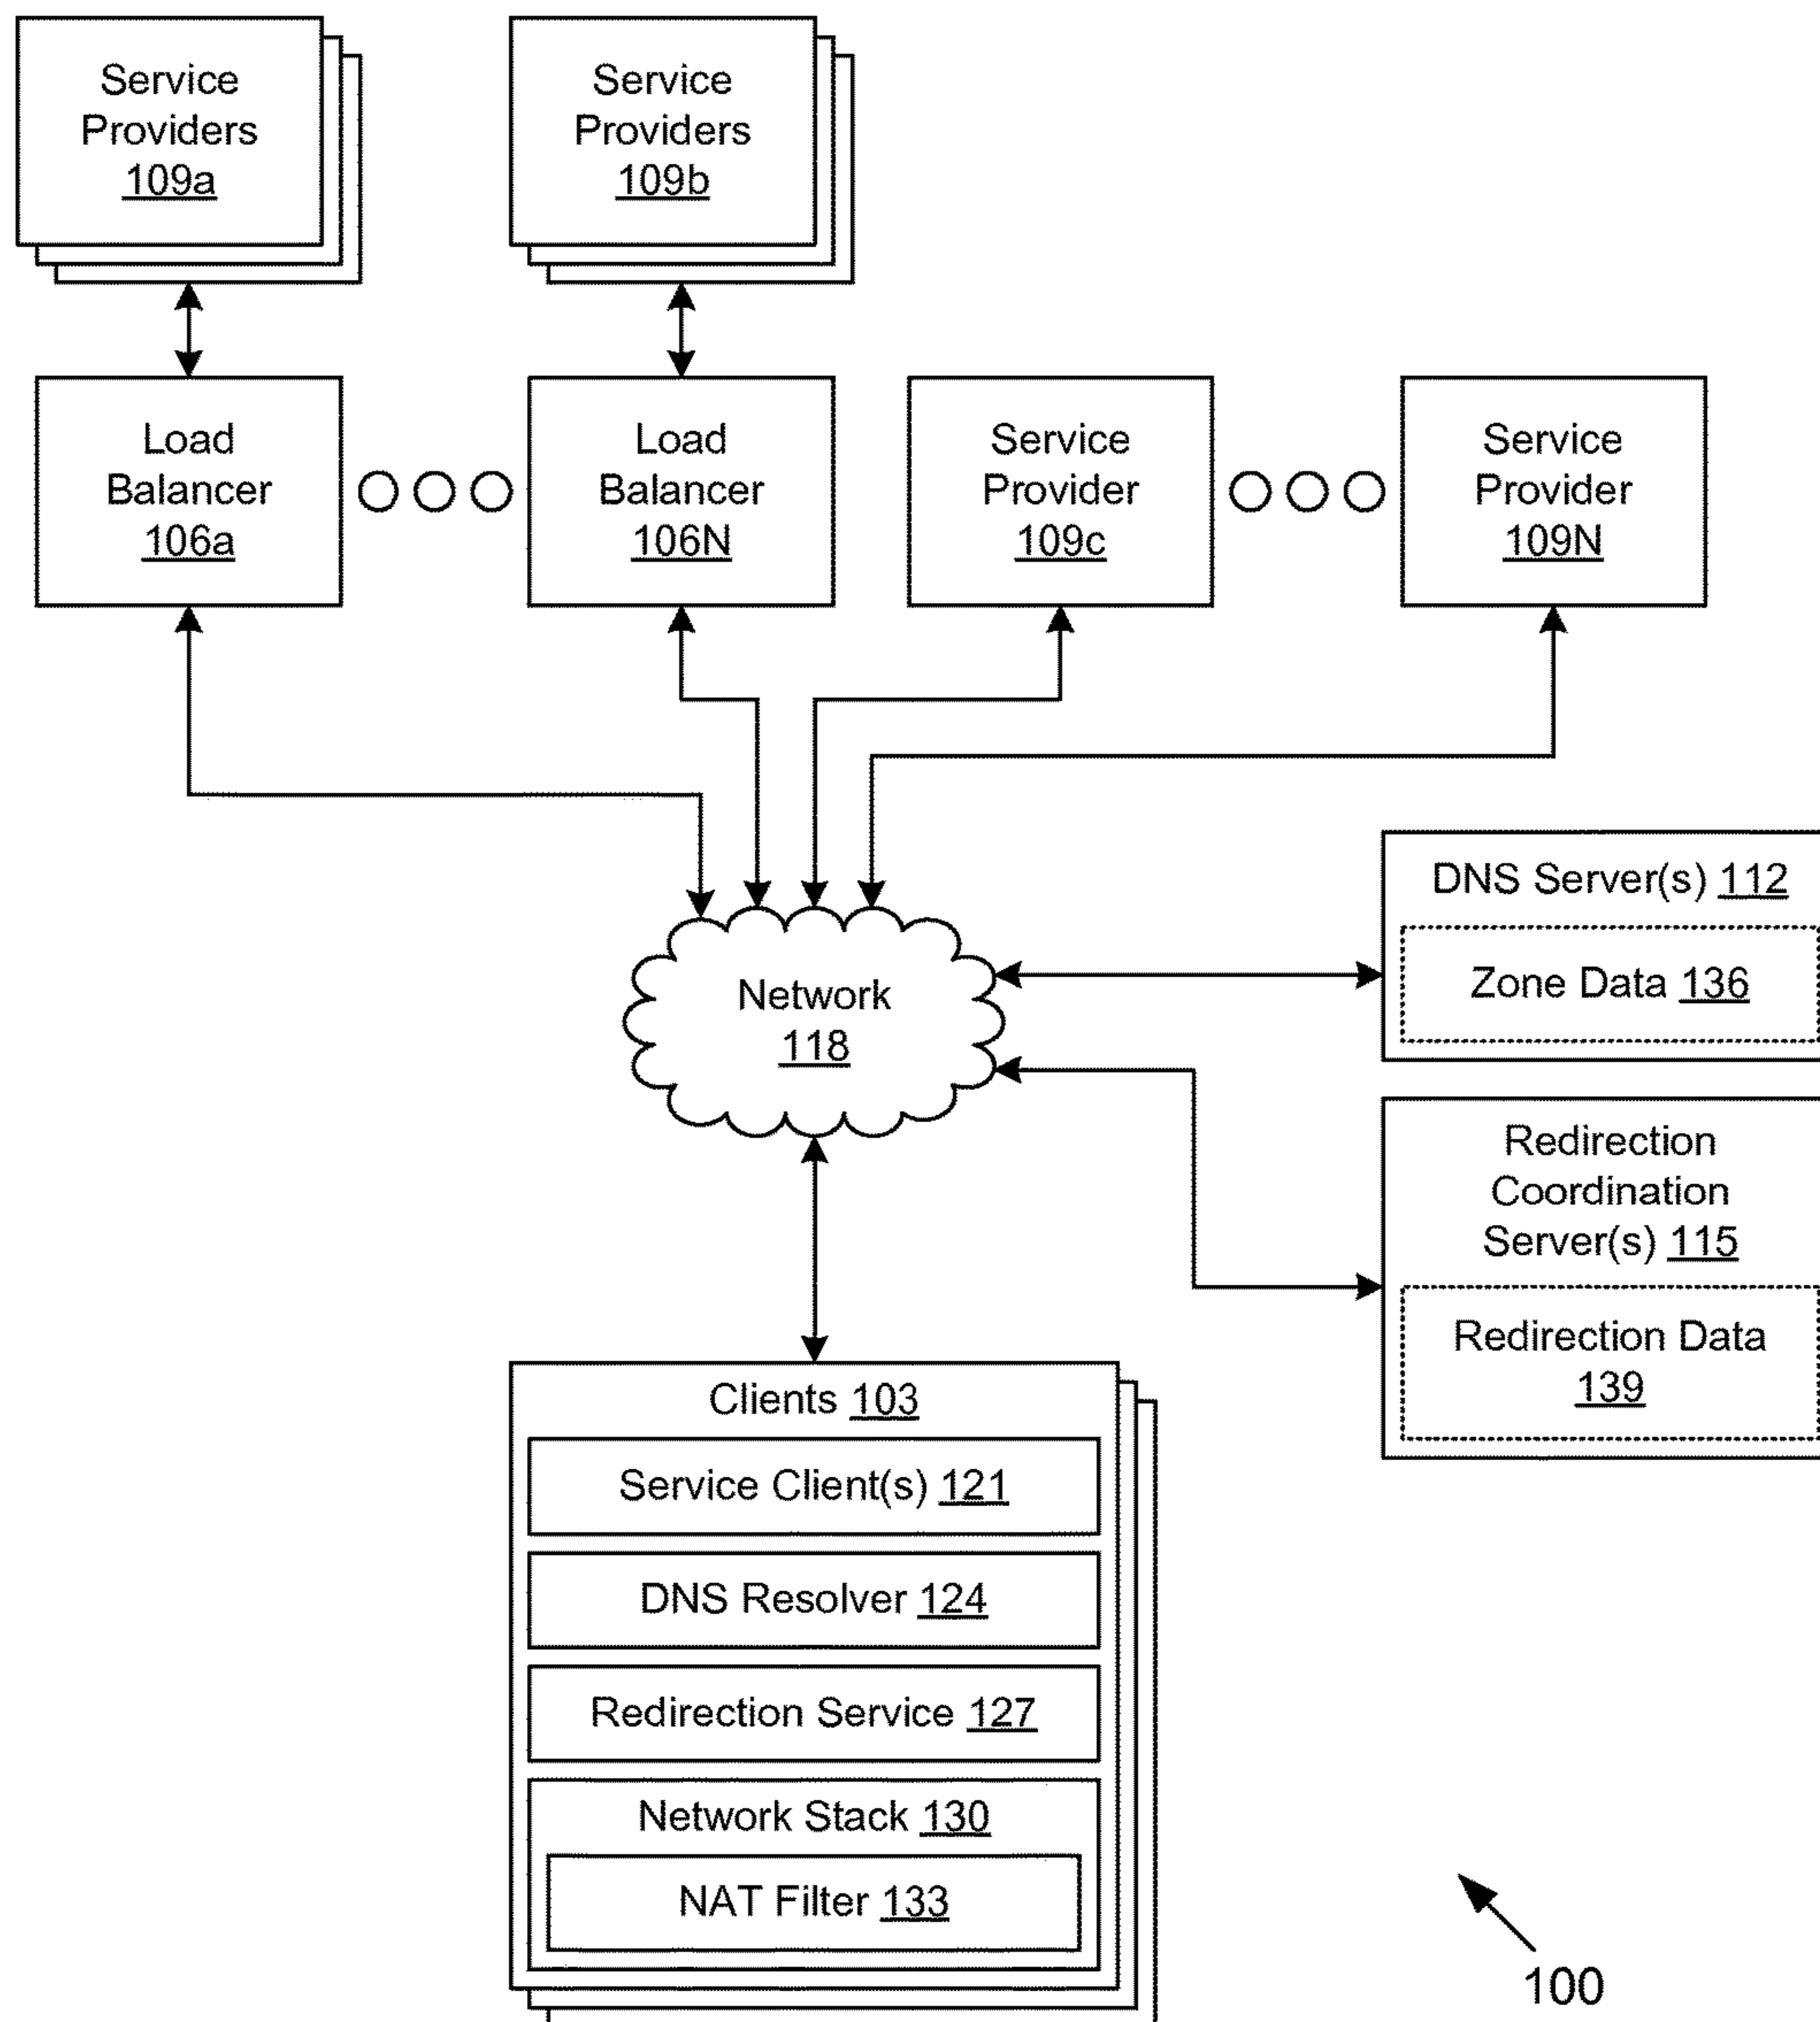 Service
Providers
109a
Service
Providers
109b
Load
Balancer
106a
Load
Balancer
106N
Service
Provider
109c
Service
Provider
109N
DNS Server(s) 112
Zone Data 136
Network
118
Redirection
Coordination
Server(s) 115
Redirection Data
139
Clients 103
Service Client(s) 121
DNS Resolver 124
Redirection Service 127
Network Stack 130
NAT Filter 133
100